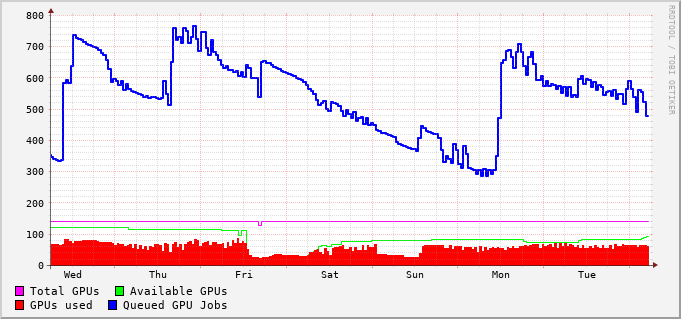 800
700
600
500
400
300
200
100
0
Wed Thu Fri Sat Sun Mon Tue
Total GPUs Available GPUs
GPUs used Queued GPU Jobs
RRDTOOL / TOBI OETIKER